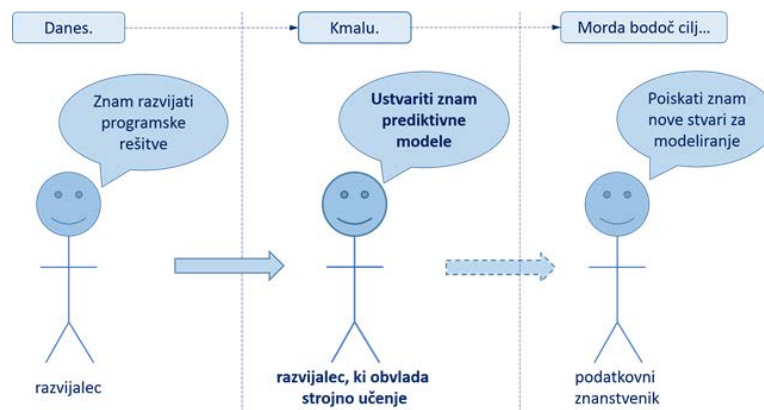 Danes.
Kmalu.
Morda bodoč cilj…
Znam razvijati
programske
rešitve
Ustvariti znam
prediktivne
modele
Poiskati znam
nove stvari za
modeliranje
razvijalec
razvijalec, ki obvlada
strojno učenje
podatkovni
znanstvenik